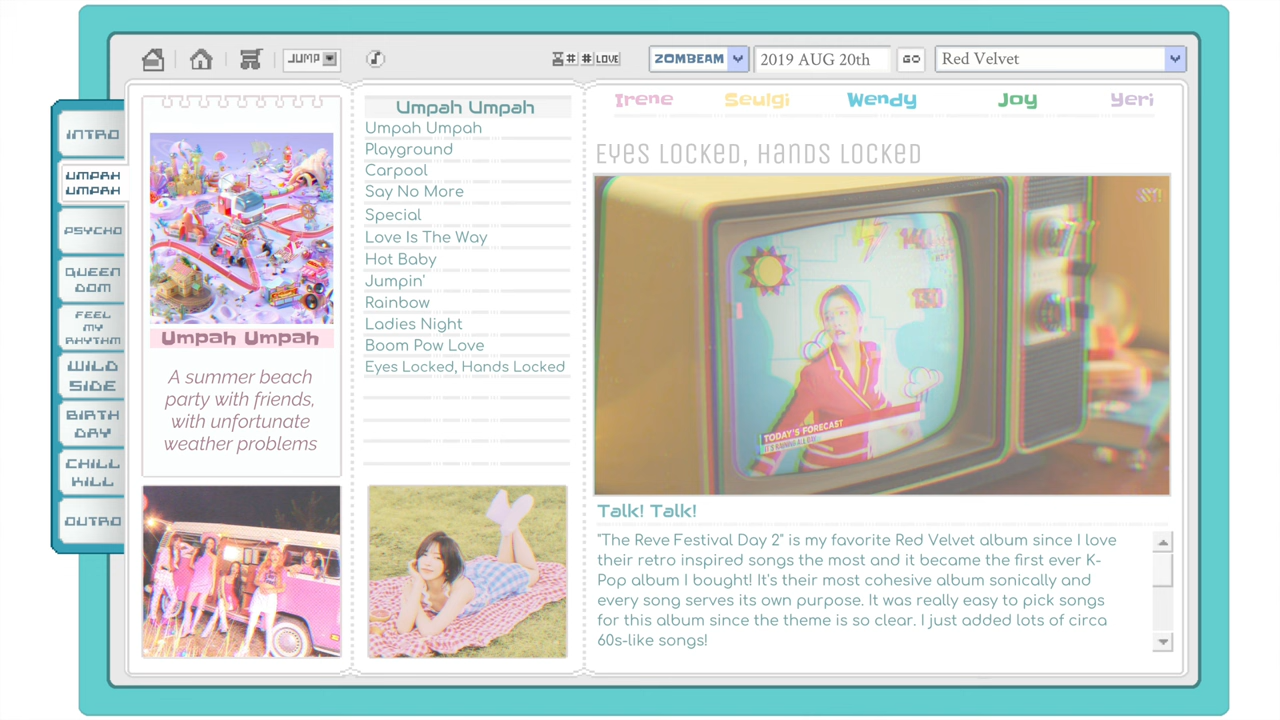 JUMP
# # LOVE
ZOMBEAM
2019 AUG 20th
GO
Red Velvet
INTRO
UMPAH
UMPAH
PSYCHO
QUEEN
DOM
FEEL
MY
RHYTHM
WILD
SIDE
BIRTH
DAY
CHILL
KILL
OUTRO
Umpah Umpah
A summer beach
party with friends,
with unfortunate
weather problems
Umpah Umpah
Umpah Umpah
Playground
Carpool
Say No More
Special
Love Is The Way
Hot Baby
Jumpin'
Rainbow
Ladies Night
Boom Pow Love
Eyes Locked, Hands Locked
Irene Seulgi Wendy Joy Yeri
Eyes Locked, Hands Locked
140
130
TODAY'S FORECAST
IT'S RAININ' ALL DAY
Talk! Talk!
"The Reve Festival Day 2" is my favorite Red Velvet album since I love
their retro inspired songs the most and it became the first ever K-
Pop album I bought! It's their most cohesive album sonically and
every song serves its own purpose. It was really easy to pick songs
for this album since the theme is so clear. I just added lots of circa
60s-like songs!